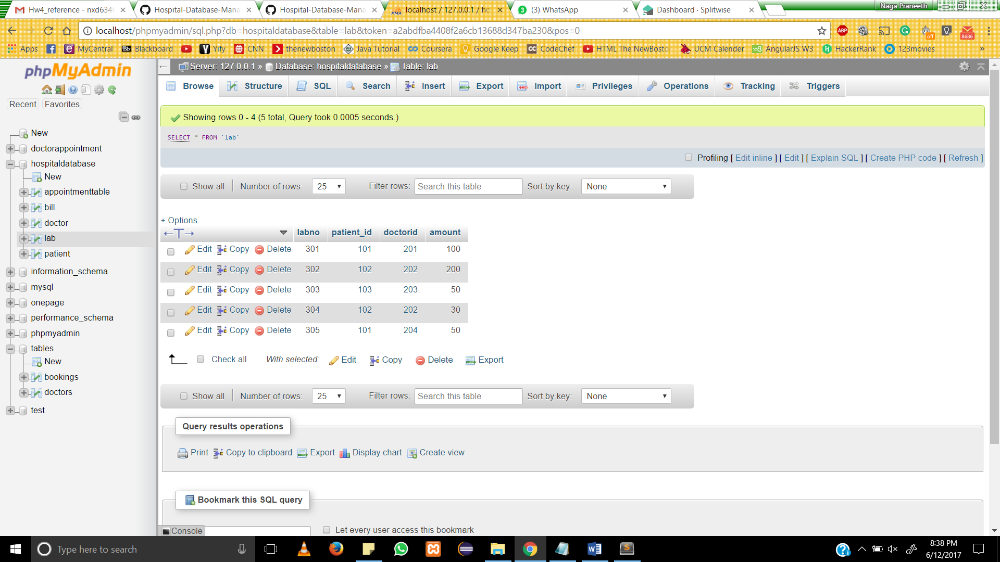 Hw4_reference - nxd6346
Hospital-Database-Mana
Hospital-Database-Mana
PMA localhost / 127.0.0.1 / ho
3 (3) WhatsApp
Dashboard · Splitwise
Naga Praneeth
localhost/phpmyadmin/sql.php?db=hospitaldatabase&table=lab&token=a2abdfba4408f2a6cb13688d347ba230&pos=0
ABP
off
8686
Apps MyCentral Bb Blackboard Yify CNN thenewboston Java Tutorial Coursera Google Keep CC CodeChef HTML The NewBosto UCM Calender w3 AngularJS W3 HackerRank 123movies »
phpMyAdmin
Recent Favorites
New
doctorappointment
hospitaldatabase
New
appointmenttable
bill
doctor
lab
patient
information_schema
mysql
onepage
performance_schema
phpmyadmin
tables
New
bookings
doctors
test
Server: 127.0.0.1 » Database: hospitaldatabase » Table: lab
Browse Structure SQL Search Insert Export Import Privileges Operations Tracking Triggers
Showing rows 0 - 4 (5 total, Query took 0.0005 seconds.)
SELECT * FROM `lab`
Profiling [ Edit inline ] [ Edit ] [ Explain SQL ] [ Create PHP code ] [ Refresh ]
Show all Number of rows: 25 Filter rows: Search this table Sort by key: None
+ Options
labno patient_id doctorid amount
Edit Copy Delete 301 101 201 100
Edit Copy Delete 302 102 202 200
Edit Copy Delete 303 103 203 50
Edit Copy Delete 304 102 202 30
Edit Copy Delete 305 101 204 50
Check all With selected: Edit Copy Delete Export
Show all Number of rows: 25 Filter rows: Search this table Sort by key: None
Query results operations
Print Copy to clipboard Export Display chart Create view
Bookmark this SQL query
Console
Let every user access this bookmark
Type here to search
8:38 PM
6/12/2017